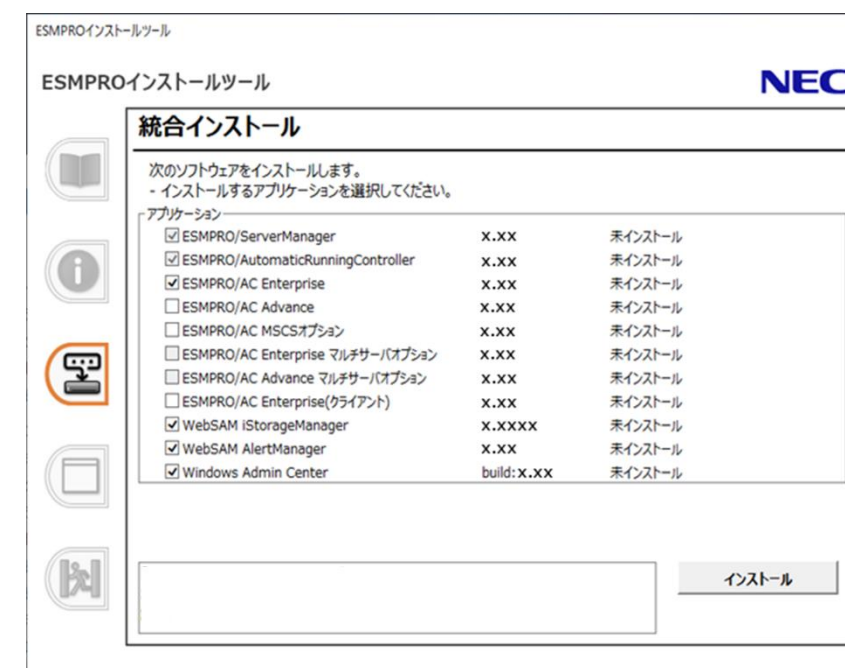 ESMPROインストールツール
ESMPROインストールツール
NEC
統合インストール
次のソフトウェアをインストールします。
- インストールするアプリケーションを選択してください。
アプリケーション
ESMPRO/ServerManager x.xx 未インストール
ESMPRO/AutomaticRunningController x.xx 未インストール
ESMPRO/AC Enterprise x.xx 未インストール
ESMPRO/AC Advance x.xx 未インストール
ESMPRO/AC MSCSオプション x.xx 未インストール
ESMPRO/AC Enterprise マルチサーバオプション x.xx 未インストール
ESMPRO/AC Advance マルチサーバオプション x.xx 未インストール
ESMPRO/AC Enterprise(クライアント) x.xx 未インストール
WebSAM iStorageManager x.xxxx 未インストール
WebSAM AlertManager x.xx 未インストール
Windows Admin Center build:x.xx 未インストール
インストール